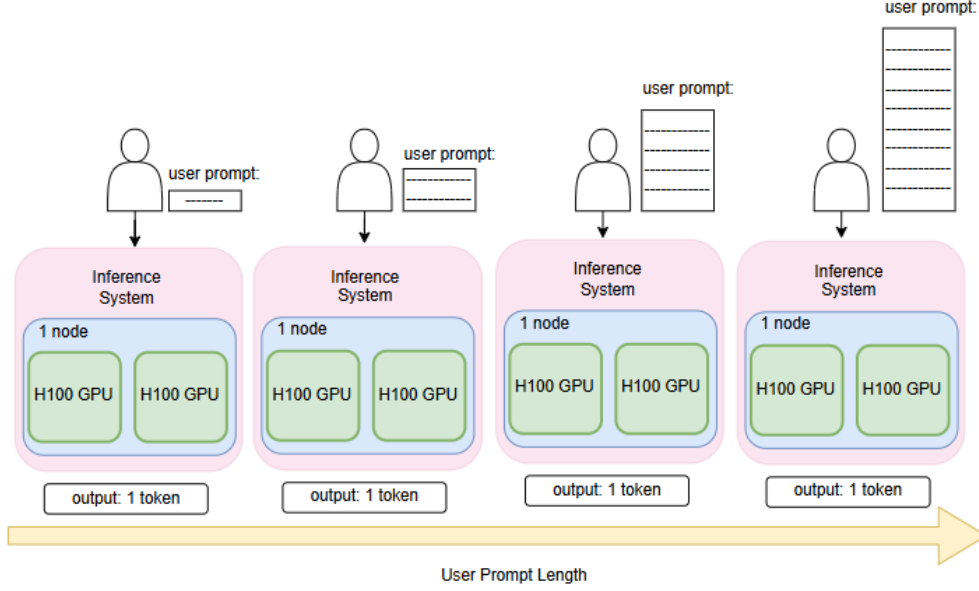 user prompt:
user prompt:
user prompt:
user prompt:
Inference
System
1 node
H100 GPU
H100 GPU
output: 1 token
Inference
System
1 node
H100 GPU
H100 GPU
output: 1 token
Inference
System
1 node
H100 GPU
H100 GPU
output: 1 token
Inference
System
1 node
H100 GPU
H100 GPU
output: 1 token
User Prompt Length